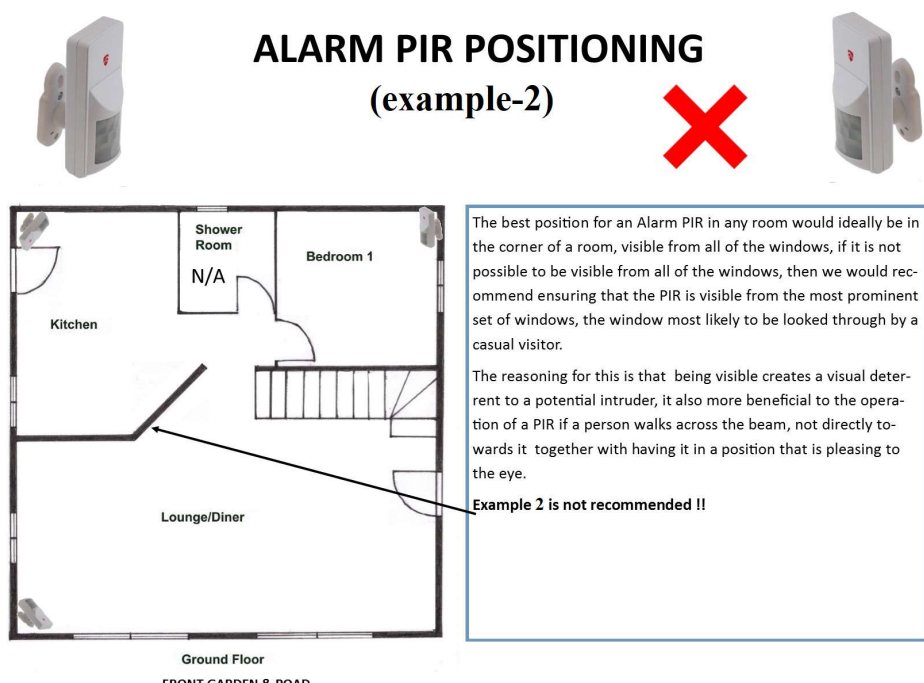 ALARM PIR POSITIONING
(example-2)
Shower
Room
N/A
Bedroom 1
Kitchen
Lounge/Diner
Ground Floor
FRONT GARDEN & ROAD
The best position for an Alarm PIR in any room would ideally be in
the corner of a room, visible from all of the windows, if it is not
possible to be visible from all of the windows, then we would rec-
ommend ensuring that the PIR is visible from the most prominent
set of windows, the window most likely to be looked through by a
casual visitor.
The reasoning for this is that being visible creates a visual deter-
rent to a potential intruder, it also more beneficial to the opera-
tion of a PIR if a person walks across the beam, not directly to-
wards it together with having it in a position that is pleasing to
the eye.
Example 2 is not recommended !!